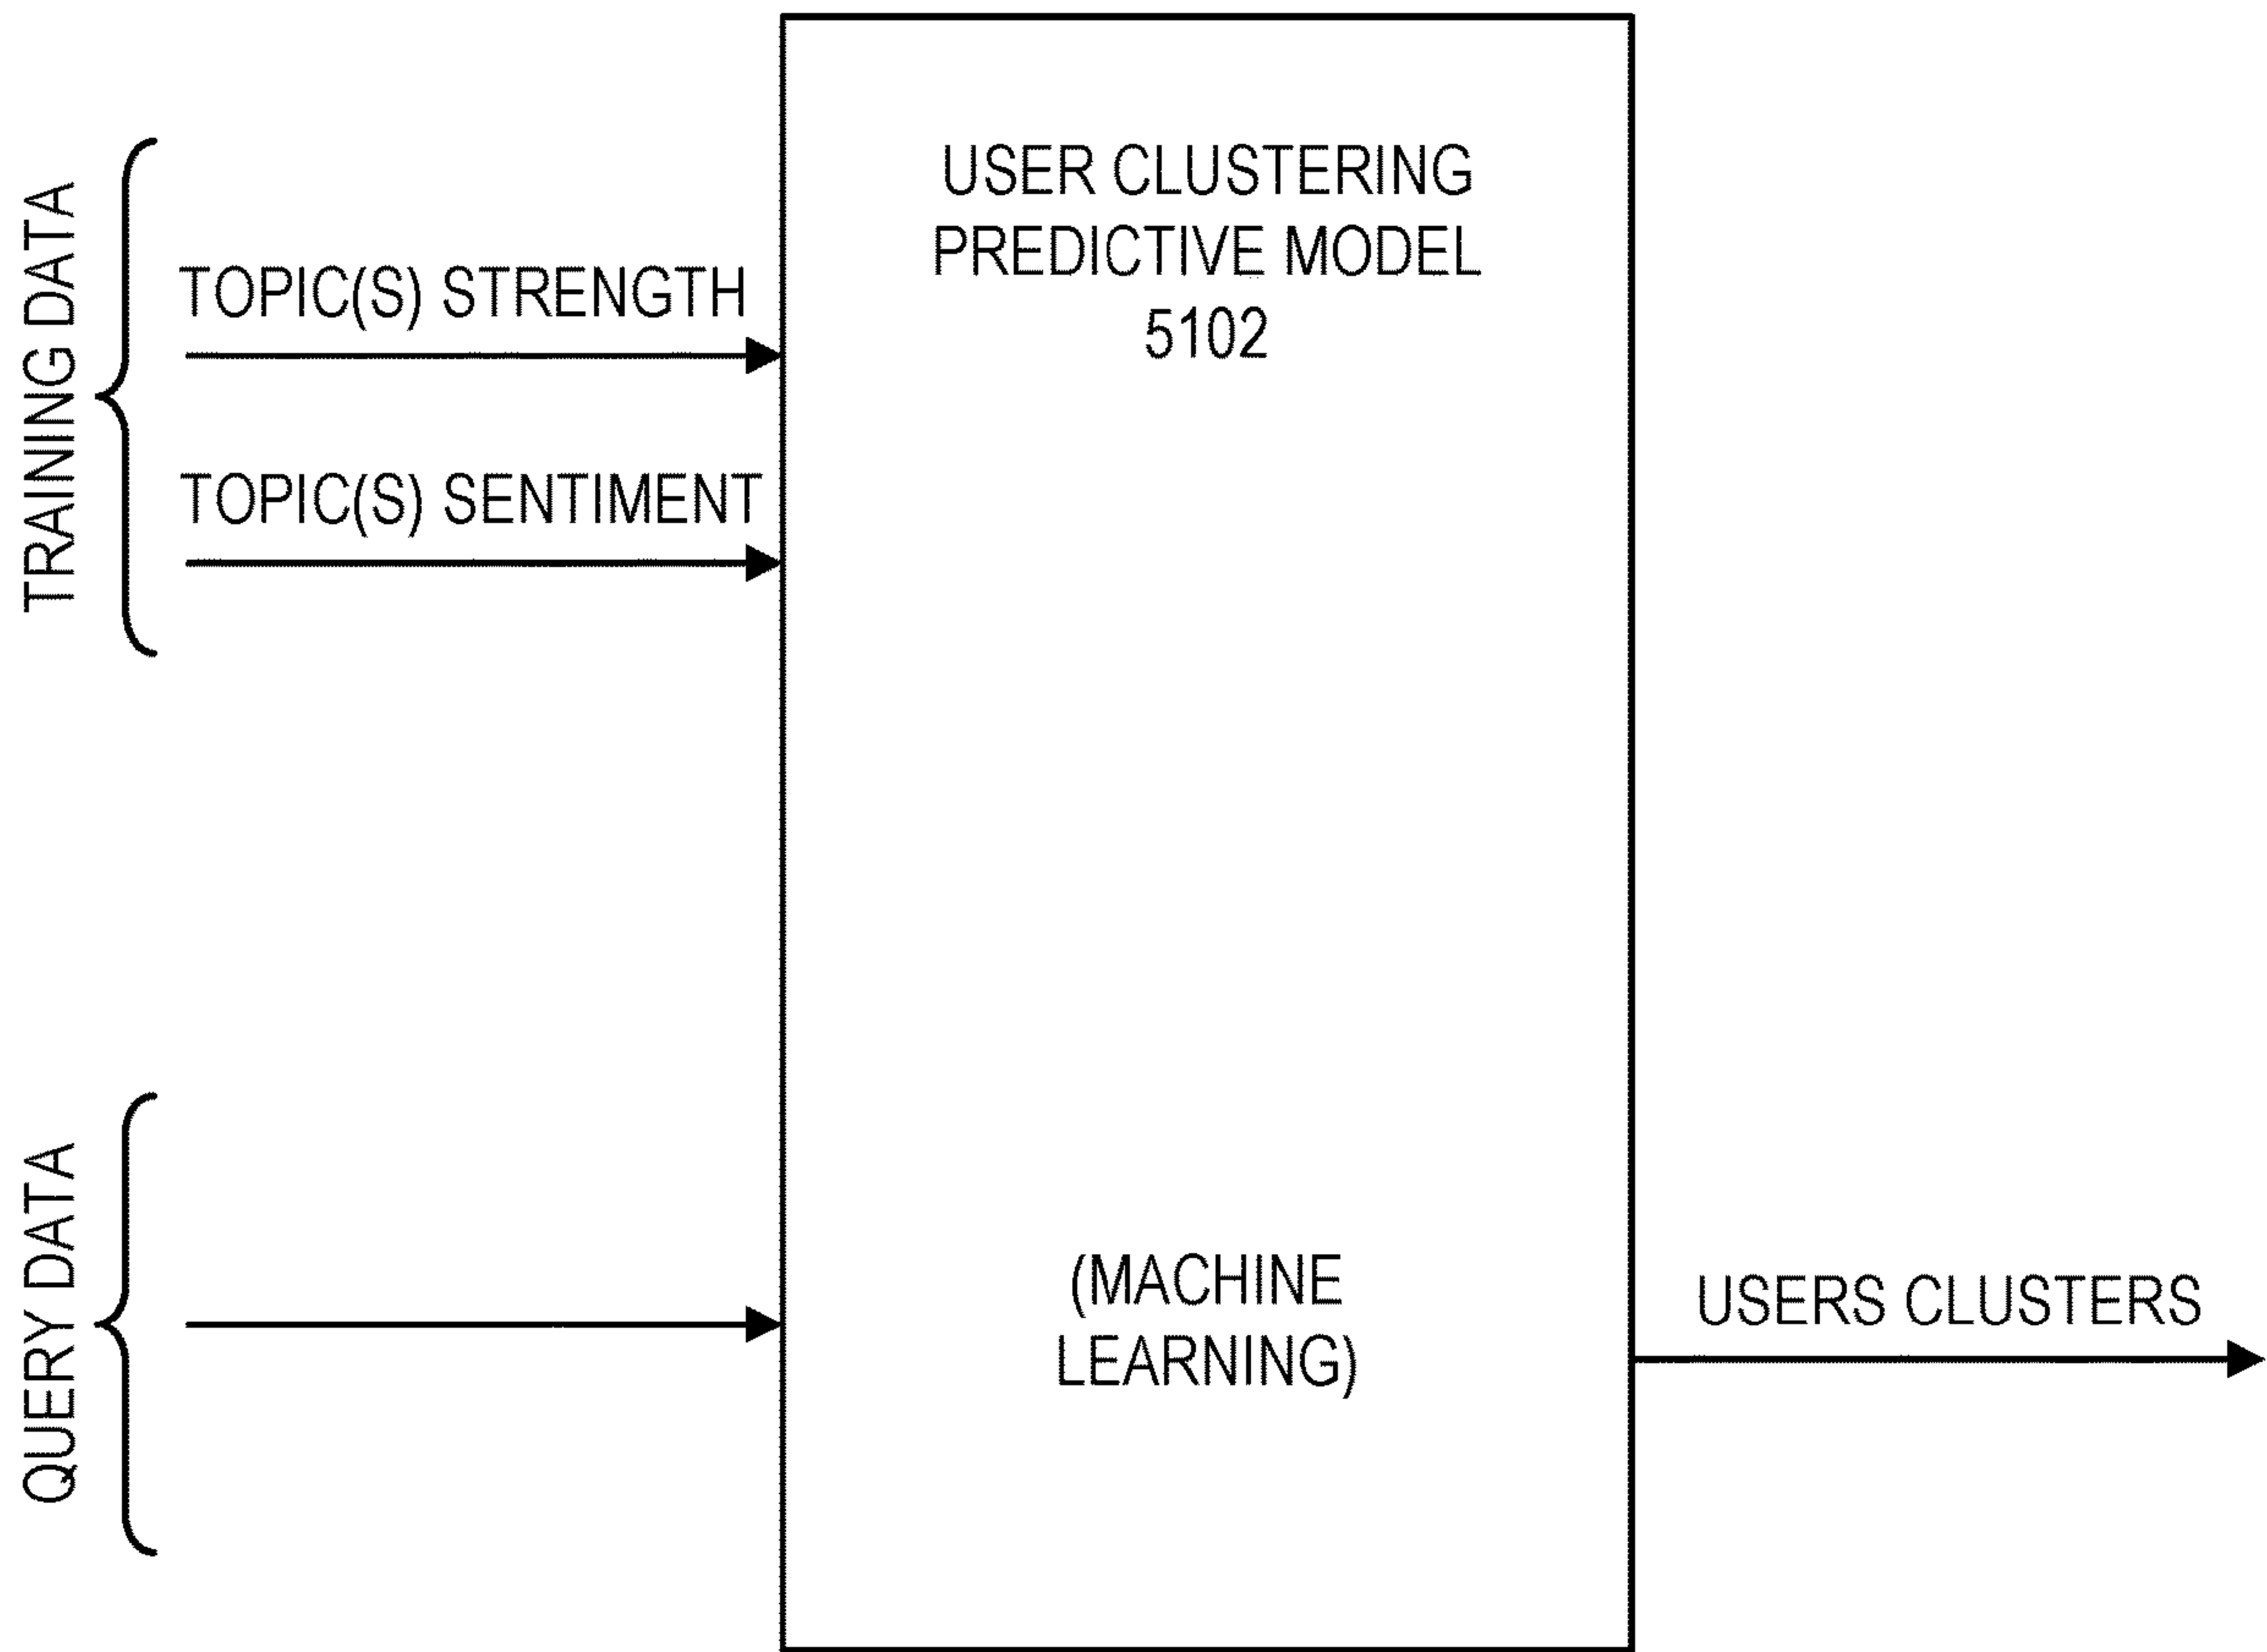 TRAINING DATA
TOPIC(S) STRENGTH
TOPIC(S) SENTIMENT
USER CLUSTERING
PREDICTIVE MODEL
5102
QUERY DATA
(MACHINE
LEARNING)
USERS CLUSTERS